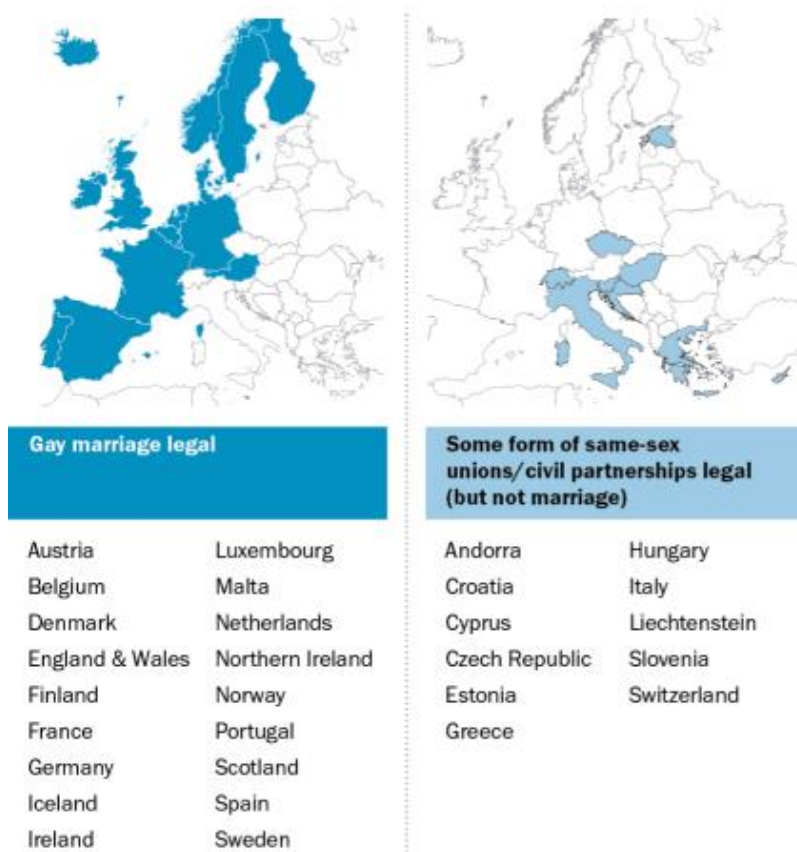 Gay marriage legal
Austria
Belgium
Denmark
England & Wales
Finland
France
Germany
Iceland
Ireland
Luxembourg
Malta
Netherlands
Northern Ireland
Norway
Portugal
Scotland
Spain
Sweden
Some form of same-sex
unions/civil partnerships legal
(but not marriage)
Andorra
Croatia
Cyprus
Czech Republic
Estonia
Greece
Hungary
Italy
Liechtenstein
Slovenia
Switzerland